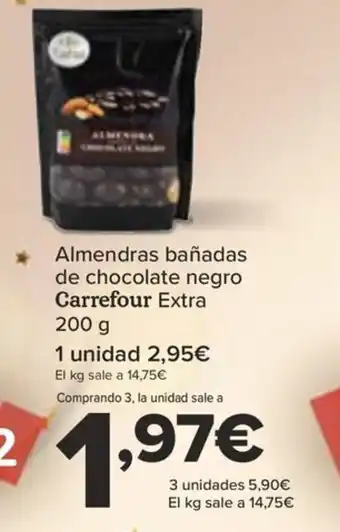 ALMENDRA
CHOCOLATE NEGRO
Almendras bañadas
de chocolate negro
Carrefour Extra
200 g
1 unidad 2,95€
El kg sale a 14,75€
Comprando 3, la unidad sale a
1,97€
3 unidades 5,90€
El kg sale a 14,75€
2